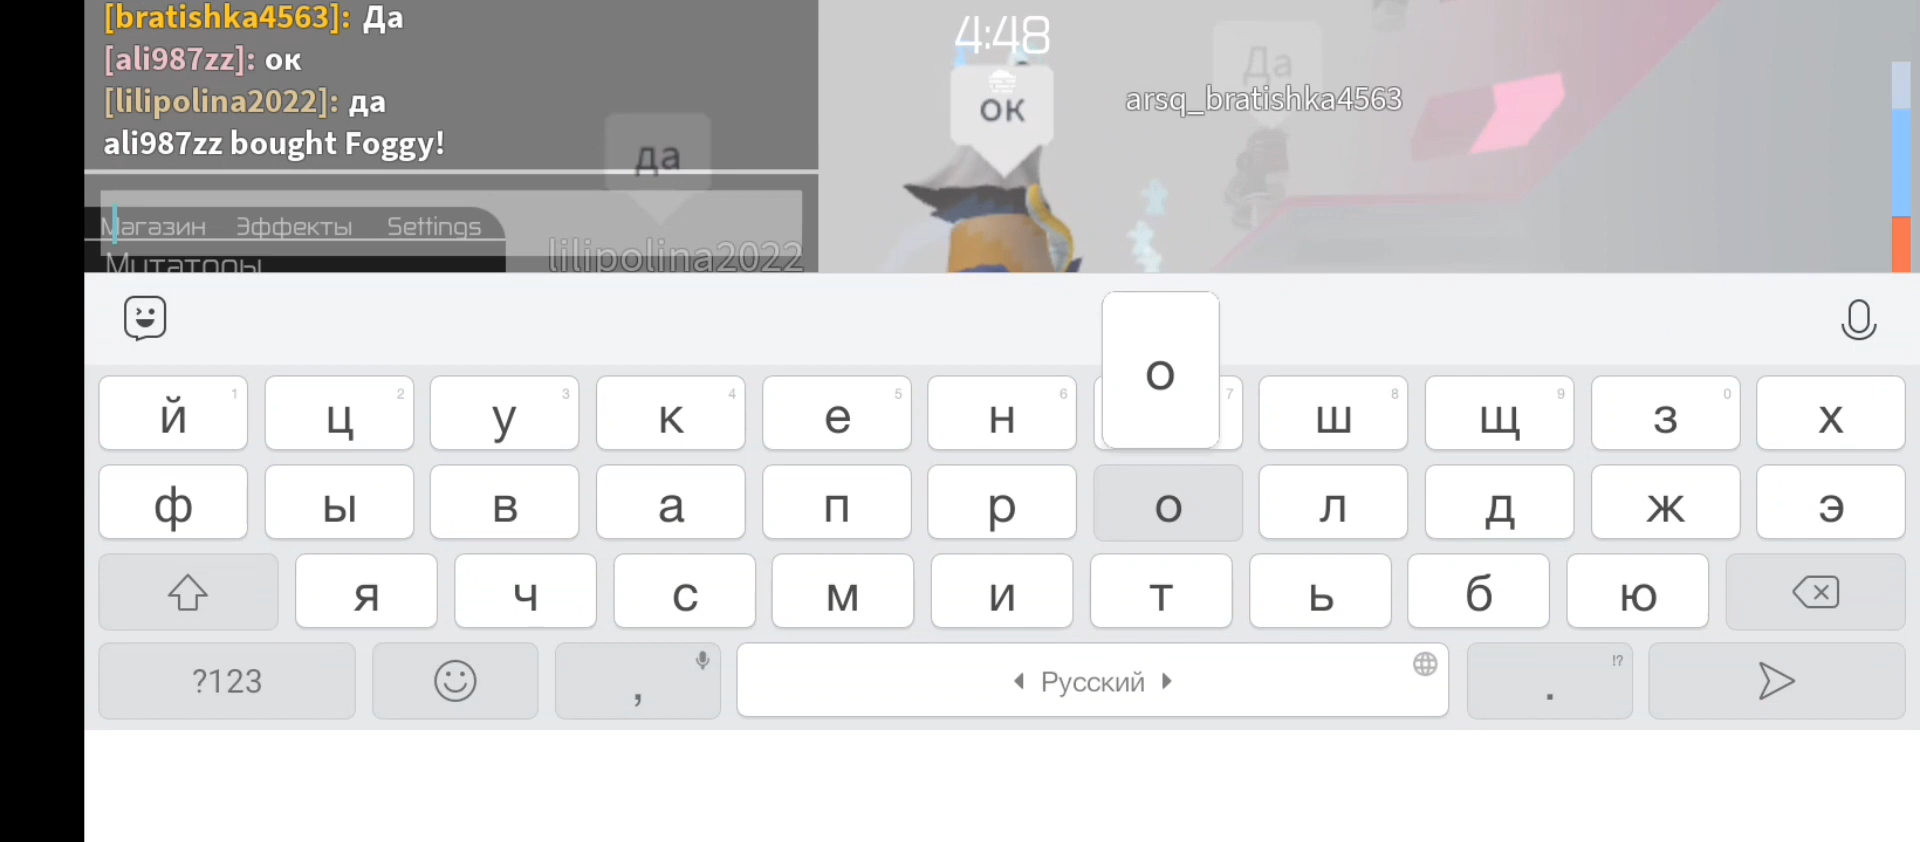 [bratishka4563]: Да
[ali987zz]: ок
[lilipolina2022]: да
ali987zz bought Foggy!
4:48
ок
Да
arsq_bratishka4563
да
lilipolina2022
Магазин Эффекты Settings
Мутаторы
о
й 1 ц 2 у 3 к 4 е 5 н 6 7 ш 8 щ 9 з 0 х
ф ы в а п р о л д ж э
я ч с м и т ь б ю
?123 , Русский . !?